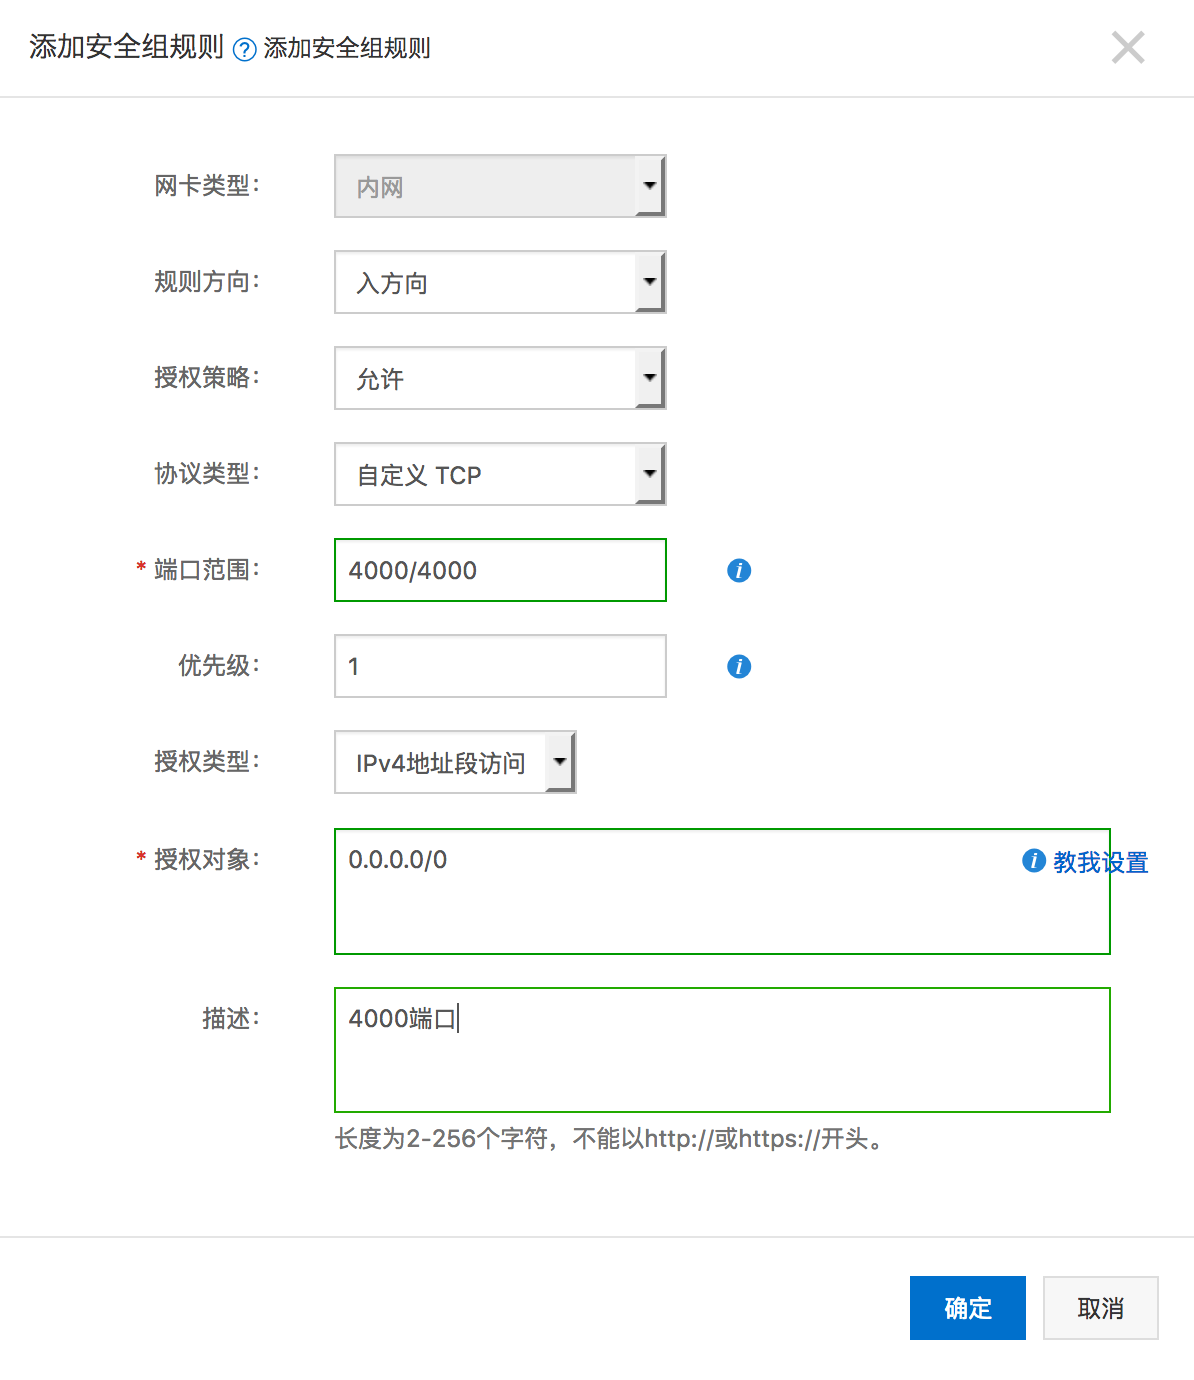 添加安全组规则 ? 添加安全组规则
网卡类型： 内网
规则方向： 入方向
授权策略： 允许
协议类型： 自定义 TCP
* 端口范围： 4000/4000 i
优先级： 1 i
授权类型： IPv4地址段访问
* 授权对象： 0.0.0.0/0 i 教我设置
描述： 4000端口
长度为2-256个字符，不能以http://或https://开头。
确定 取消